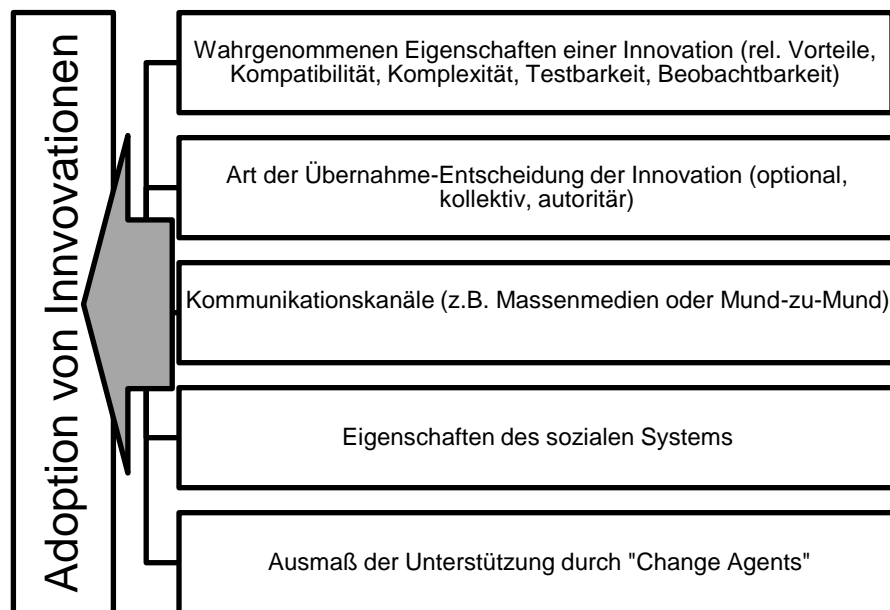 Adoption von Innvovationen
Wahrgenommenen Eigenschaften einer Innovation (rel. Vorteile,
Kompatibilität, Komplexität, Testbarkeit, Beobachtbarkeit)
Art der Übernahme-Entscheidung der Innovation (optional,
kollektiv, autoritär)
Kommunikationskanäle (z.B. Massenmedien oder Mund-zu-Mund)
Eigenschaften des sozialen Systems
Ausmaß der Unterstützung durch "Change Agents"